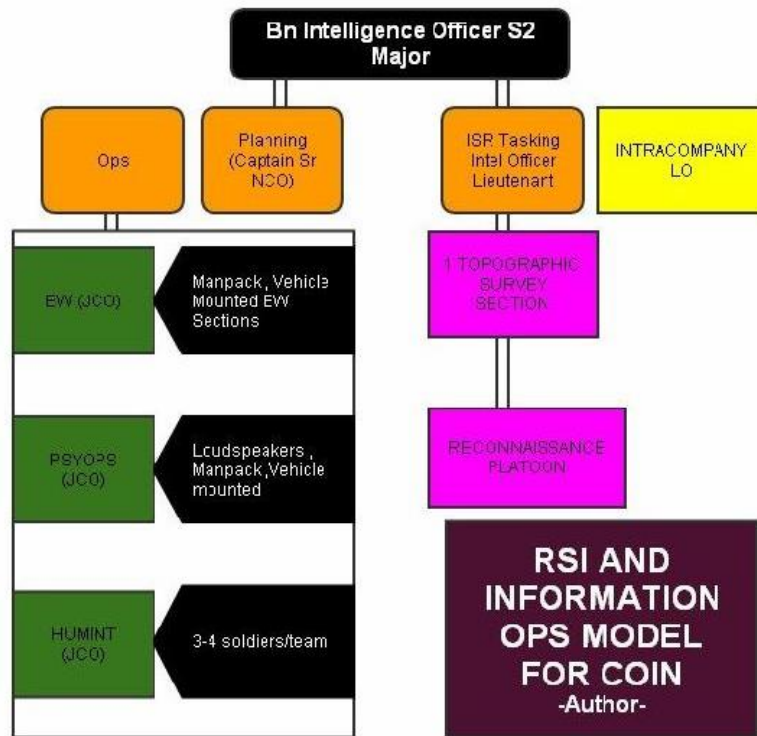 Bn Intelligence Officer S2
Major
Ops
Planning
(Captain Sr
NCO)
ISR Tasking
Intel Officer
Lieutenant
INTRACOMPANY
LO
EW (JCO)
Manpack, Vehicle
Mounted EW
Sections
1 TOPOGRAPHIC
SURVEY
SECTION
PSYOPS
(JCO)
Loudspeakers ,
Manpack ,Vehicle
mounted
RECONNAISSANCE
PLATOON
HUMINT
(JCO)
3-4 soldiers/team
RSI AND
INFORMATION
OPS MODEL
FOR COIN
-Author-